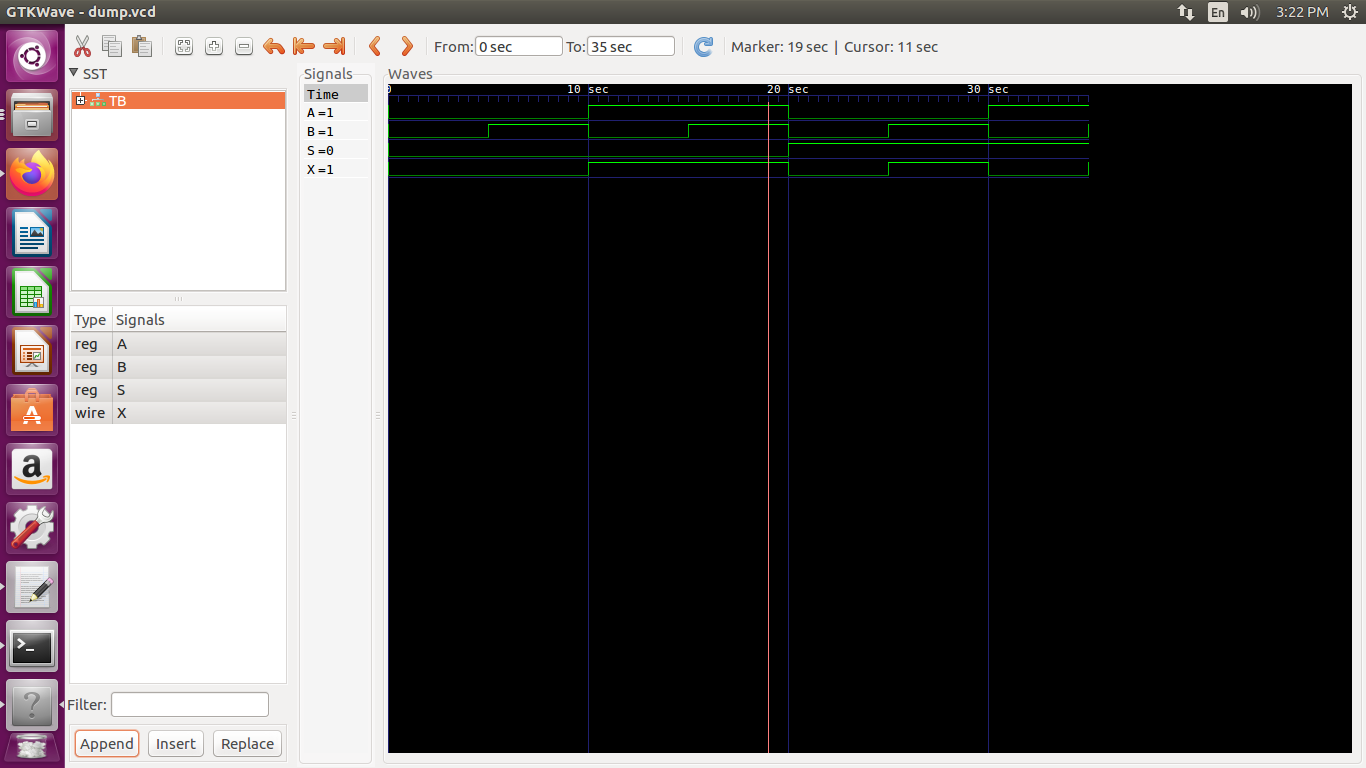 GTKWave - dump.vcd
En
3:22 PM
From: 0 sec To: 35 sec
Marker: 19 sec | Cursor: 11 sec
SST
TB
Type Signals
reg A
reg B
reg S
wire X
Filter:
Append Insert Replace
Signals
Time
A =1
B =1
S =0
X =1
Waves
0 10 sec 20 sec 30 sec